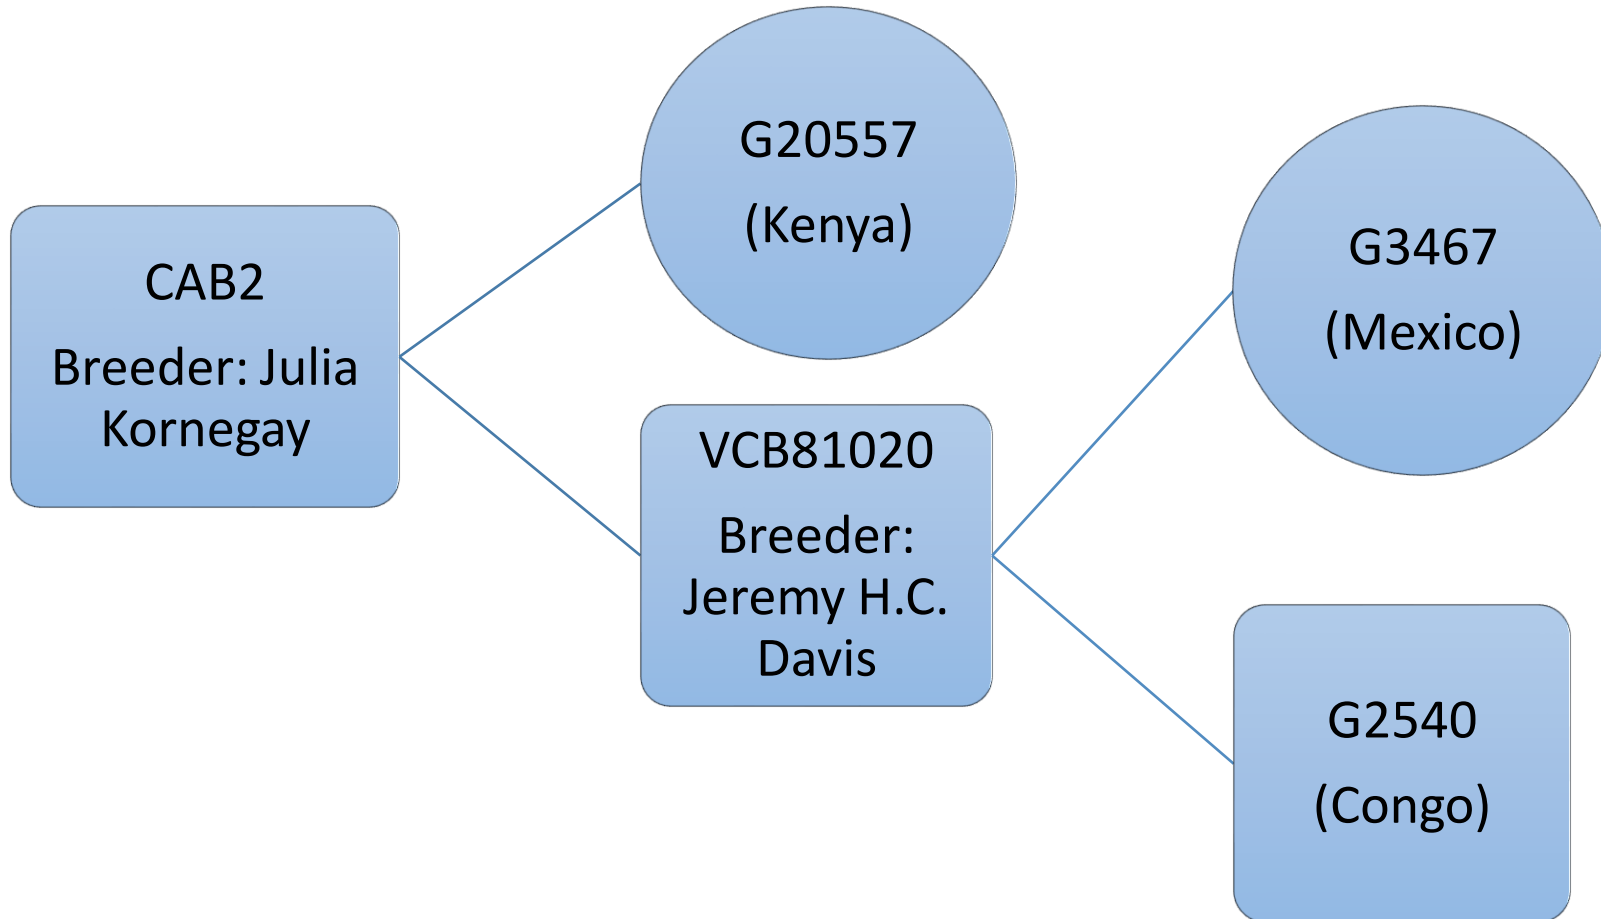 CAB2
Breeder: Julia
Kornegay
G20557
(Kenya)
VCB81020
Breeder:
Jeremy H.C.
Davis
G3467
(Mexico)
G2540
(Congo)